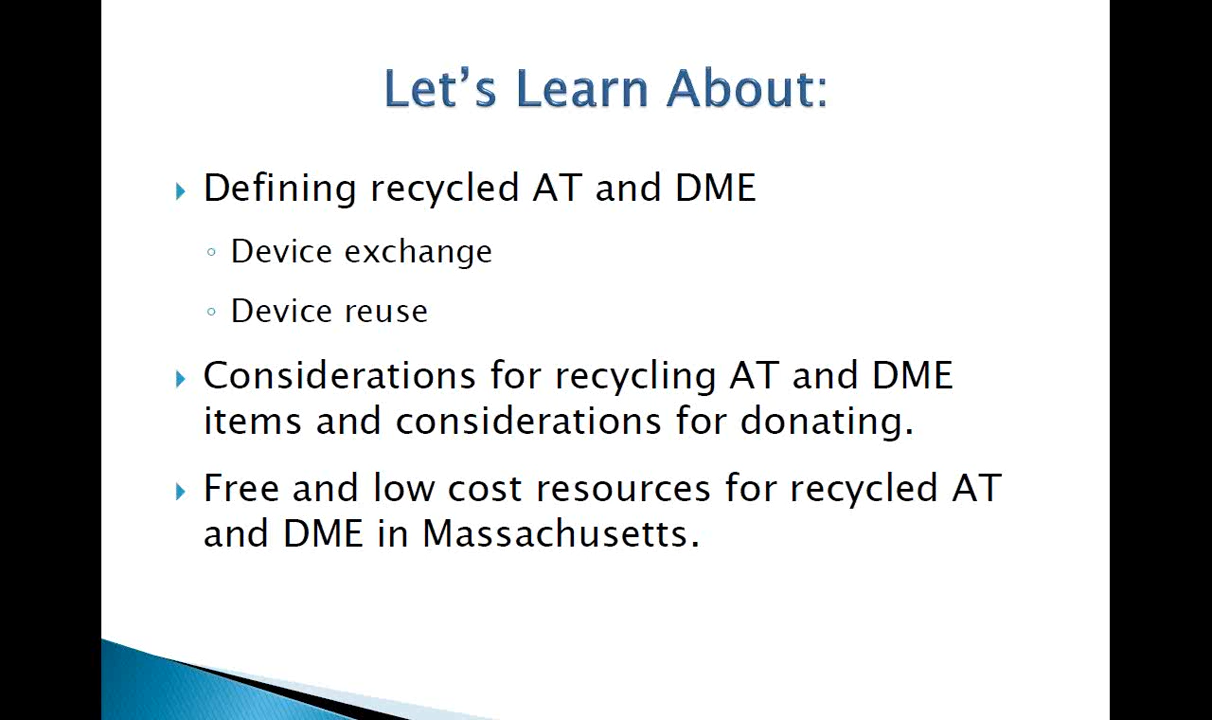 Let’s Learn About:
Defining recycled AT and DME
Device exchange
Device reuse
Considerations for recycling AT and DME
items and considerations for donating.
Free and low cost resources for recycled AT
and DME in Massachusetts.